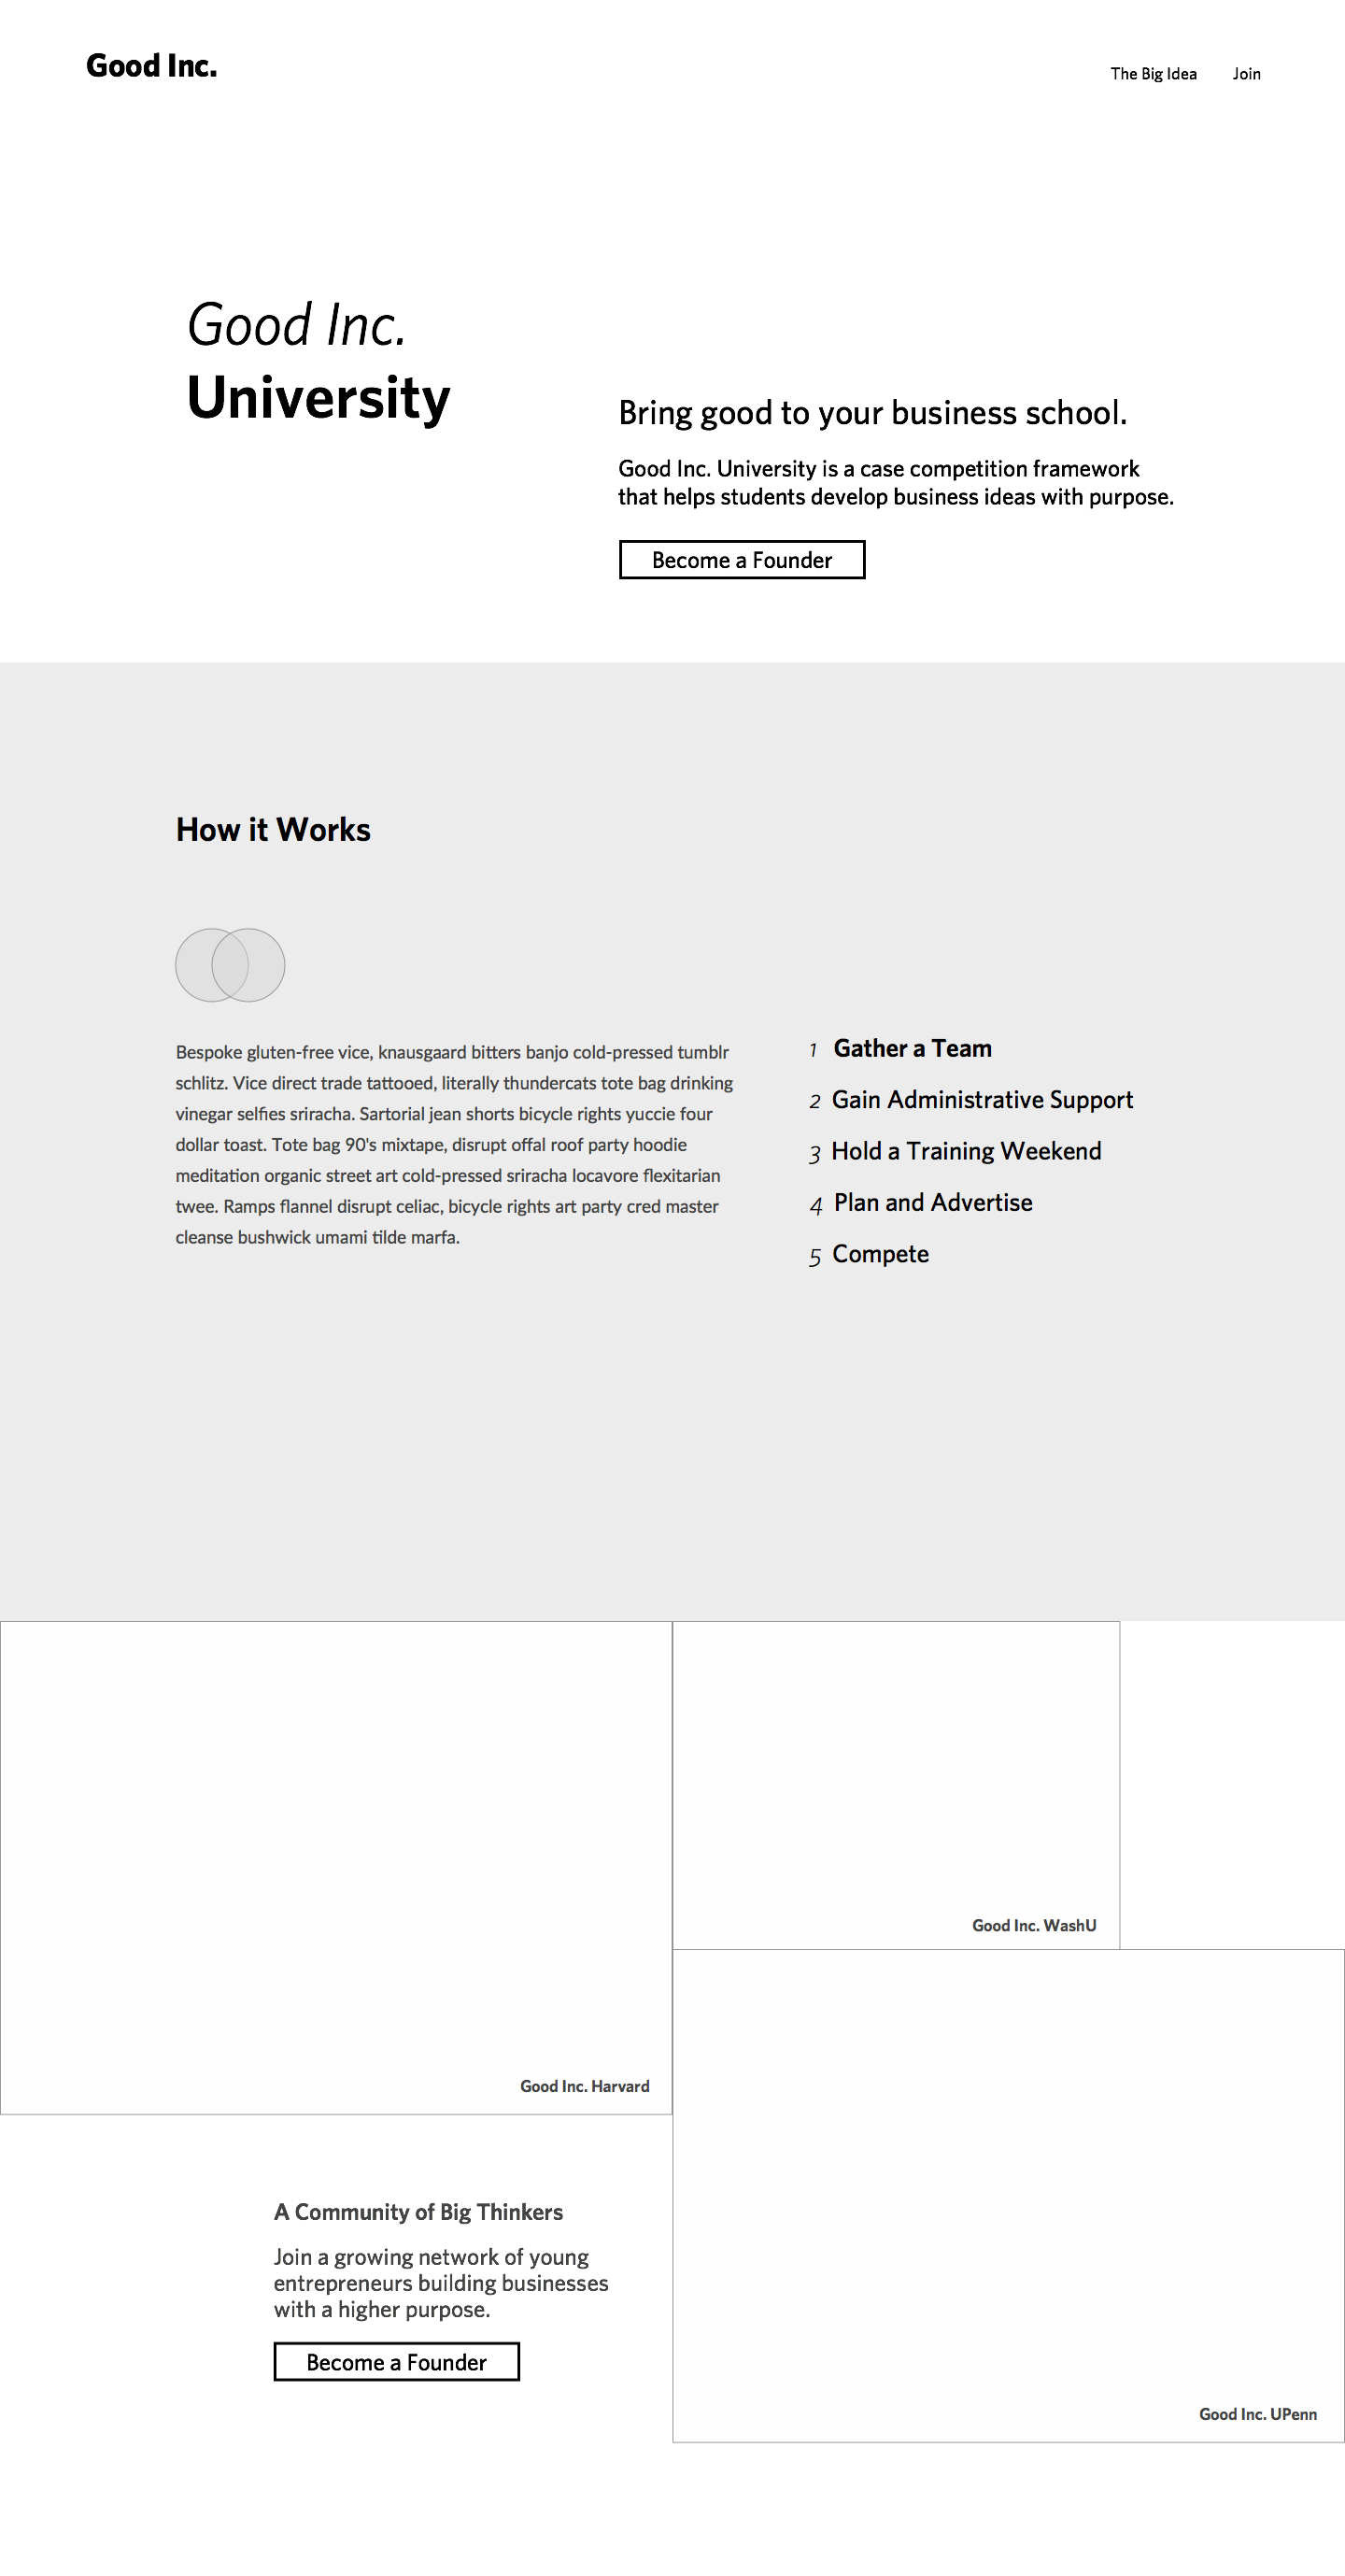 Good Inc.
The Big Idea
Join
Good Inc.
University
Bring good to your business school.
Good Inc. University is a case competition framework
that helps students develop business ideas with purpose.
Become a Founder
How it Works
Bespoke gluten-free vice, knausgaard bitters banjo cold-pressed tumblr
schlitz. Vice direct trade tattooed, literally thundercats tote bag drinking
vinegar selfies sriracha. Sartorial jean shorts bicycle rights yuccie four
dollar toast. Tote bag 90's mixtape, disrupt offal roof party hoodie
meditation organic street art cold-pressed sriracha locavore flexitarian
twee. Ramps flannel disrupt celiac, bicycle rights art party cred master
cleanse bushwick umami tilde marfa.
1 Gather a Team
2 Gain Administrative Support
3 Hold a Training Weekend
4 Plan and Advertise
5 Compete
Good Inc. WashU
Good Inc. Harvard
A Community of Big Thinkers
Join a growing network of young
entrepreneurs building businesses
with a higher purpose.
Become a Founder
Good Inc. UPenn